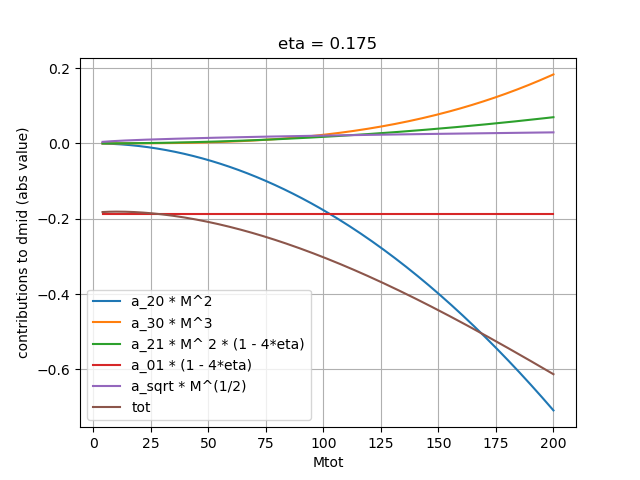 eta = 0.175
contributions to dmid (abs value)
0.2
0.0
−0.2
−0.4
−0.6
a_20 * M^2
a_30 * M^3
a_21 * M^ 2 * (1 - 4*eta)
a_01 * (1 - 4*eta)
a_sqrt * M^(1/2)
tot
0 25 50 75 100 125 150 175 200
Mtot